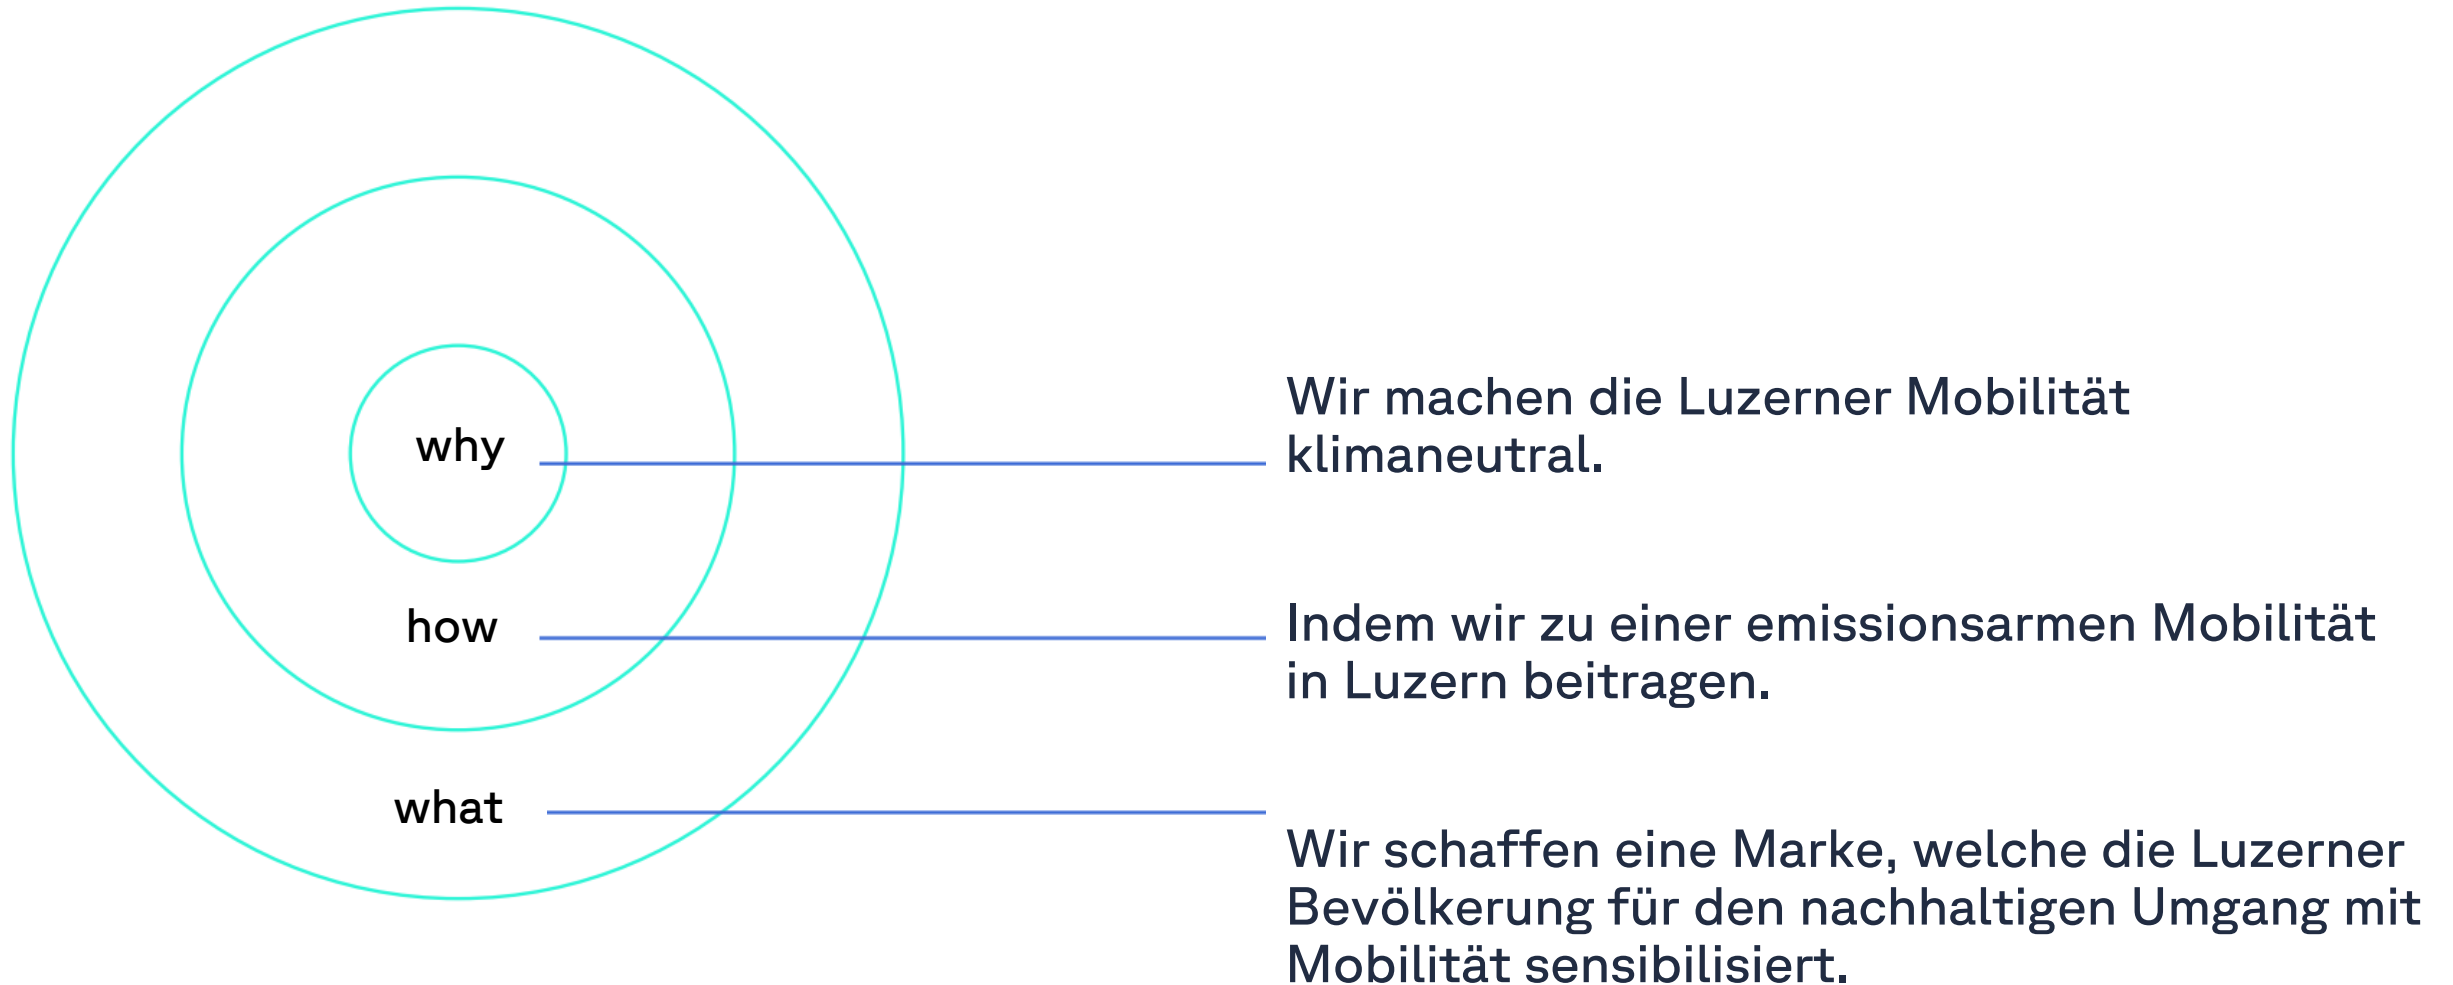 why
Wir machen die Luzerner Mobilität
klimaneutral.
how
Indem wir zu einer emissionsarmen Mobilität
in Luzern beitragen.
what
Wir schaffen eine Marke, welche die Luzerner
Bevölkerung für den nachhaltigen Umgang mit
Mobilität sensibilisiert.